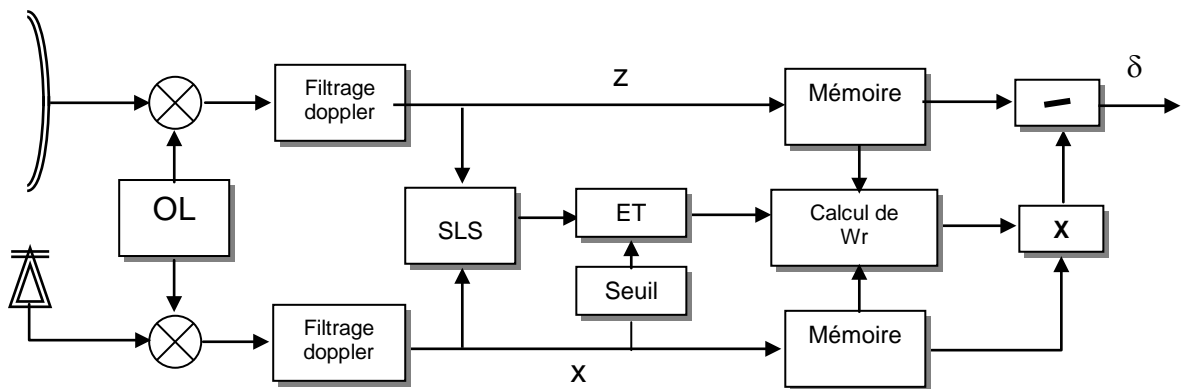 Filtrage
doppler
z
Mémoire
–
δ
OL
SLS
ET
Calcul de
Wr
X
Seuil
Filtrage
doppler
x
Mémoire